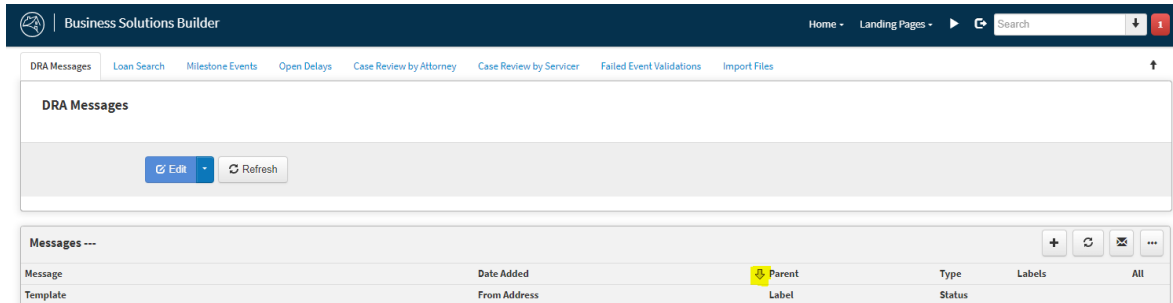 Business Solutions Builder Home Landing Pages Search 1
DRA Messages Loan Search Milestone Events Open Delays Case Review by Attorney Case Review by Servicer Failed Event Validations Import Files
DRA Messages
Edit Refresh
Messages ---
Message Date Added Parent Type Labels All
Template From Address Label Status